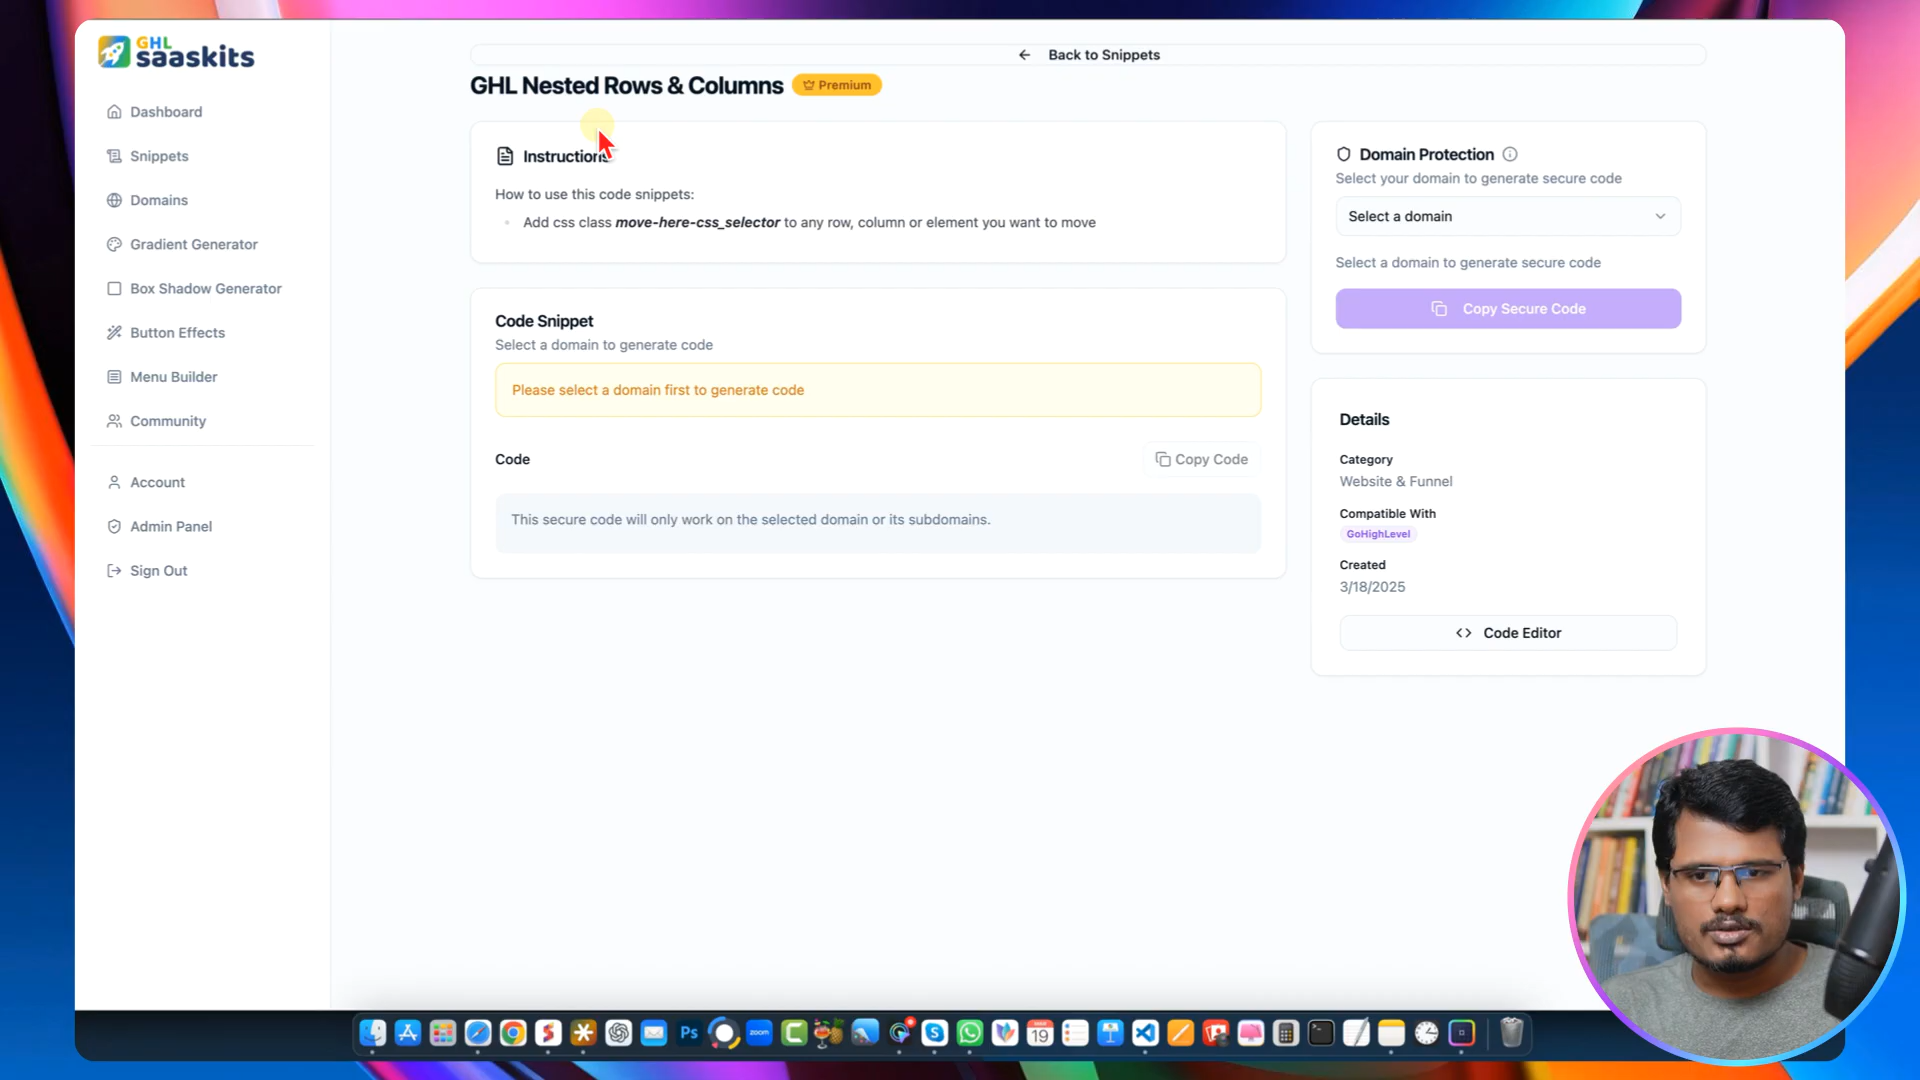 GHL
saaskits
Dashboard
Snippets
Domains
Gradient Generator
Box Shadow Generator
Button Effects
Menu Builder
Community
Account
Admin Panel
Sign Out
Back to Snippets
GHL Nested Rows & Columns
Premium
Instructions
How to use this code snippets:
Add css class move-here-css_selector to any row, column or element you want to move
Code Snippet
Select a domain to generate code
Please select a domain first to generate code
Code
Copy Code
This secure code will only work on the selected domain or its subdomains.
Domain Protection
Select your domain to generate secure code
Select a domain
Select a domain to generate secure code
Copy Secure Code
Details
Category
Website & Funnel
Compatible With
GoHighLevel
Created
3/18/2025
<> Code Editor
Ps
zoom
19